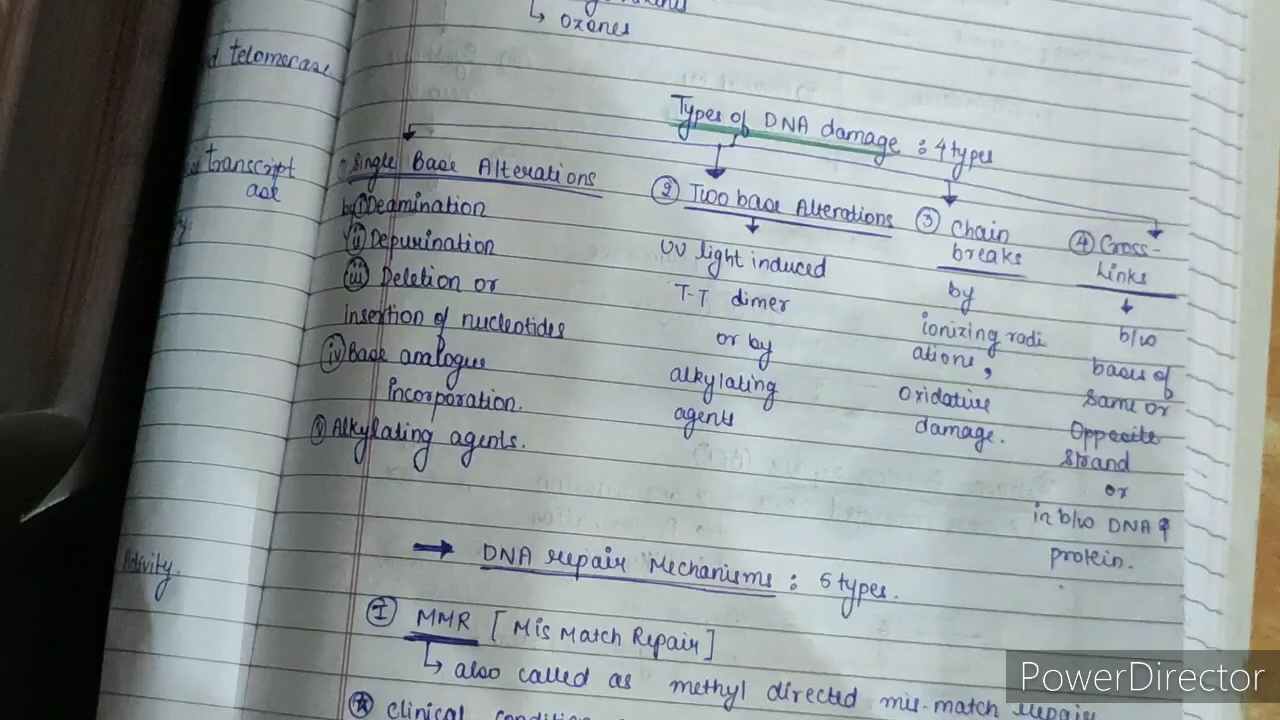 ↳ ozones
telomerase
transcript
Types of DNA damage : 4 types
① Single Base Alterations
① Deamination
ⅱ Depurination
ⅲ Deletion or
insertion of nucleotides
ⅳ Base analogue
Incorporation.
Alkylating agents.
② Two base Alterations
UV light induced
T-T dimer
or by
alkylating
agents
③ Chain
breaks
by
ionizing radi
ations,
Oxidative
damage.
④ Cross-
Links
b/w
bases of
same or
Opposite
strand
or
in b/w DNA &
protein.
Activity.
→ DNA repair Mechanisms : 5 types.
Ⅰ MMR [Mis Match Repair]
↳ also called as methyl directed mis-match repair
Clinical
PowerDirector